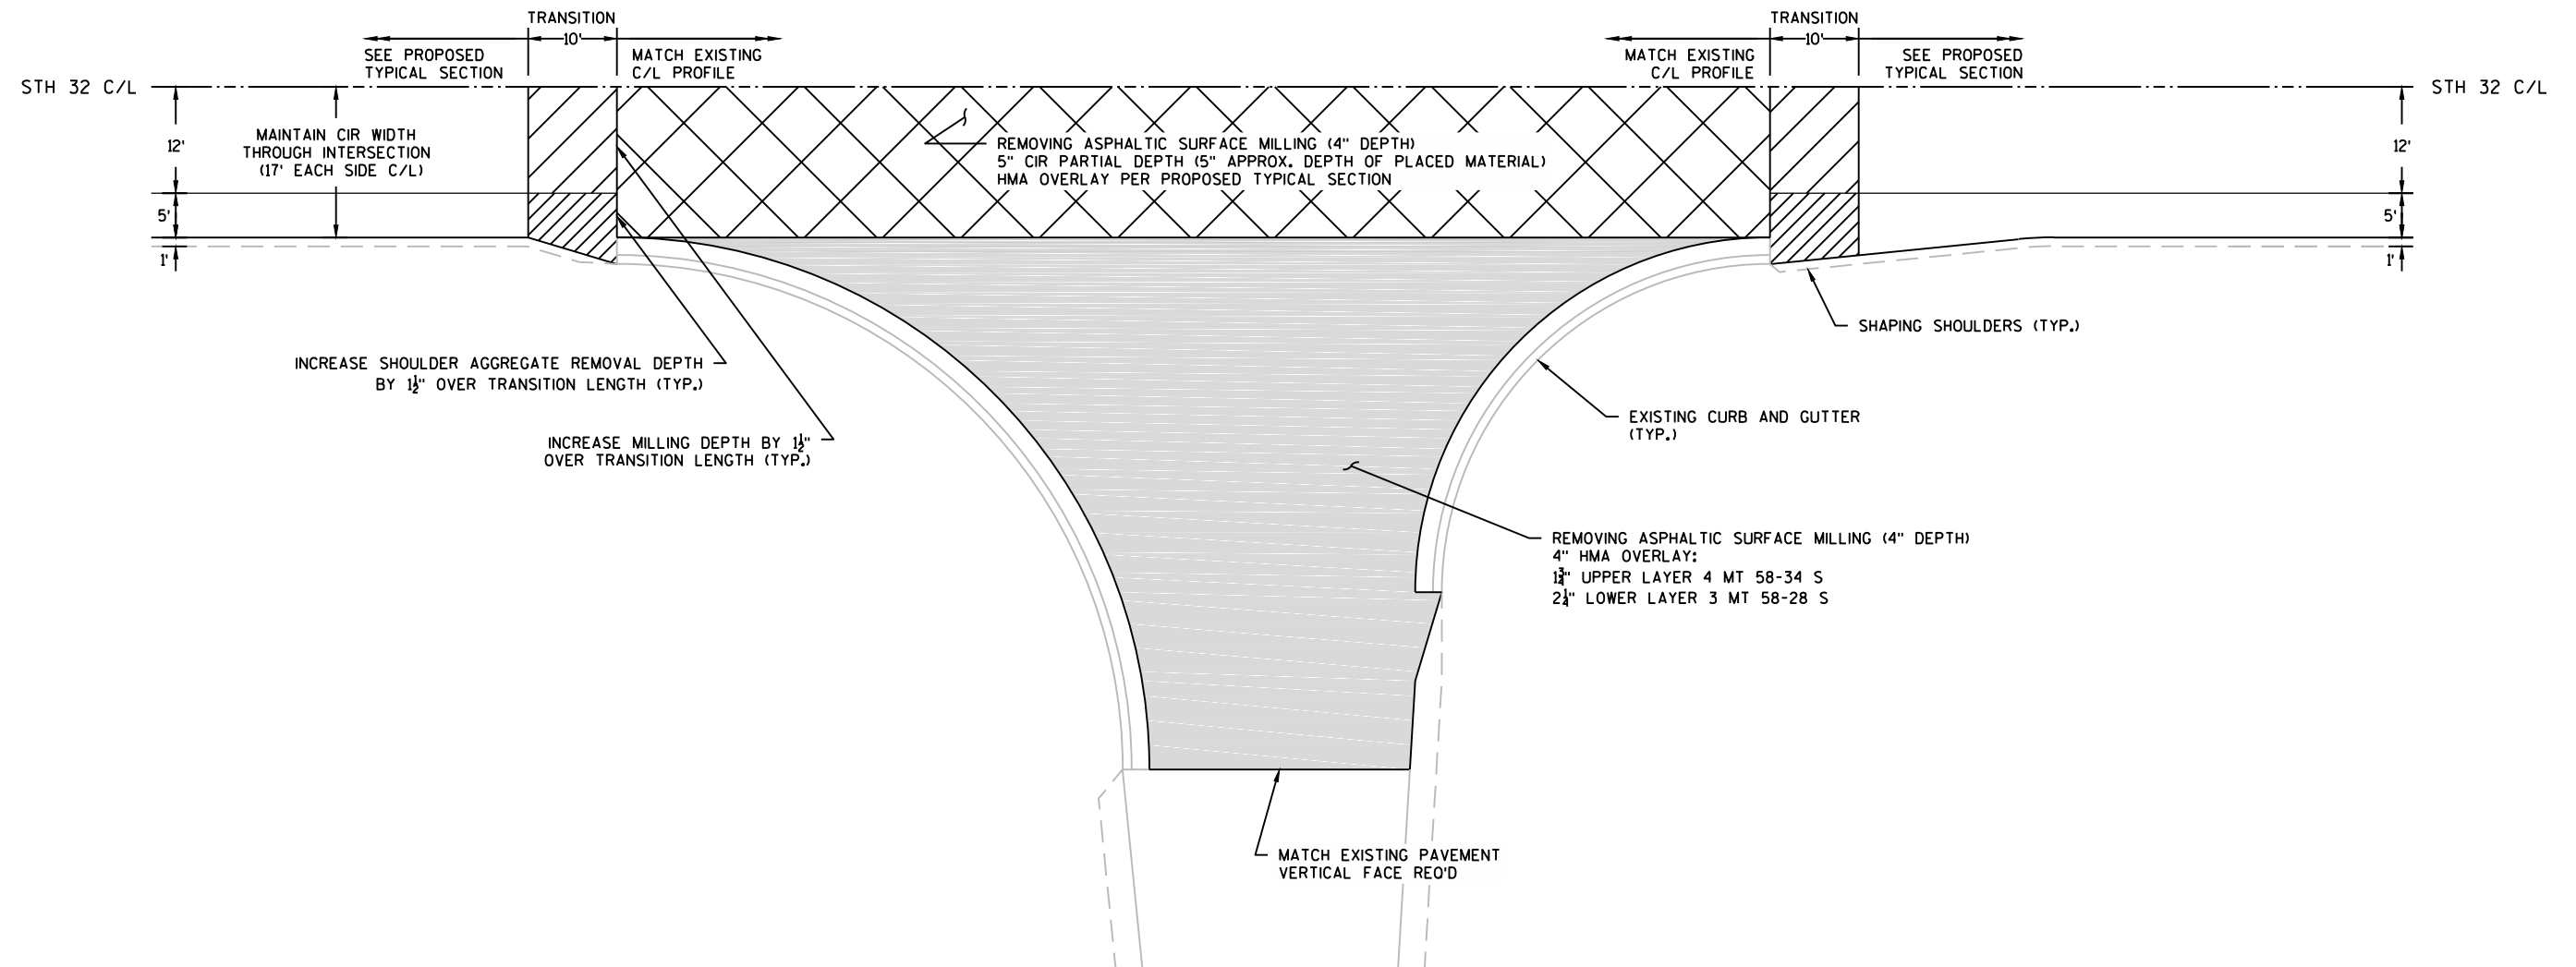 TRANSITION
10'
SEE PROPOSED
TYPICAL SECTION
MATCH EXISTING
C/L PROFILE
TRANSITION
10'
MATCH EXISTING
C/L PROFILE
SEE PROPOSED
TYPICAL SECTION
STH 32 C/L
STH 32 C/L
12'
MAINTAIN CIR WIDTH
THROUGH INTERSECTION
(17' EACH SIDE C/L)
5'
1'
REMOVING ASPHALTIC SURFACE MILLING (4" DEPTH)
5" CIR PARTIAL DEPTH (5" APPROX. DEPTH OF PLACED MATERIAL)
HMA OVERLAY PER PROPOSED TYPICAL SECTION
12'
5'
1'
SHAPING SHOULDERS (TYP.)
INCREASE SHOULDER AGGREGATE REMOVAL DEPTH
BY 1½" OVER TRANSITION LENGTH (TYP.)
INCREASE MILLING DEPTH BY 1½"
OVER TRANSITION LENGTH (TYP.)
EXISTING CURB AND GUTTER
(TYP.)
REMOVING ASPHALTIC SURFACE MILLING (4" DEPTH)
4" HMA OVERLAY:
1¾" UPPER LAYER 4 MT 58-34 S
2¼" LOWER LAYER 3 MT 58-28 S
MATCH EXISTING PAVEMENT
VERTICAL FACE REQ'D